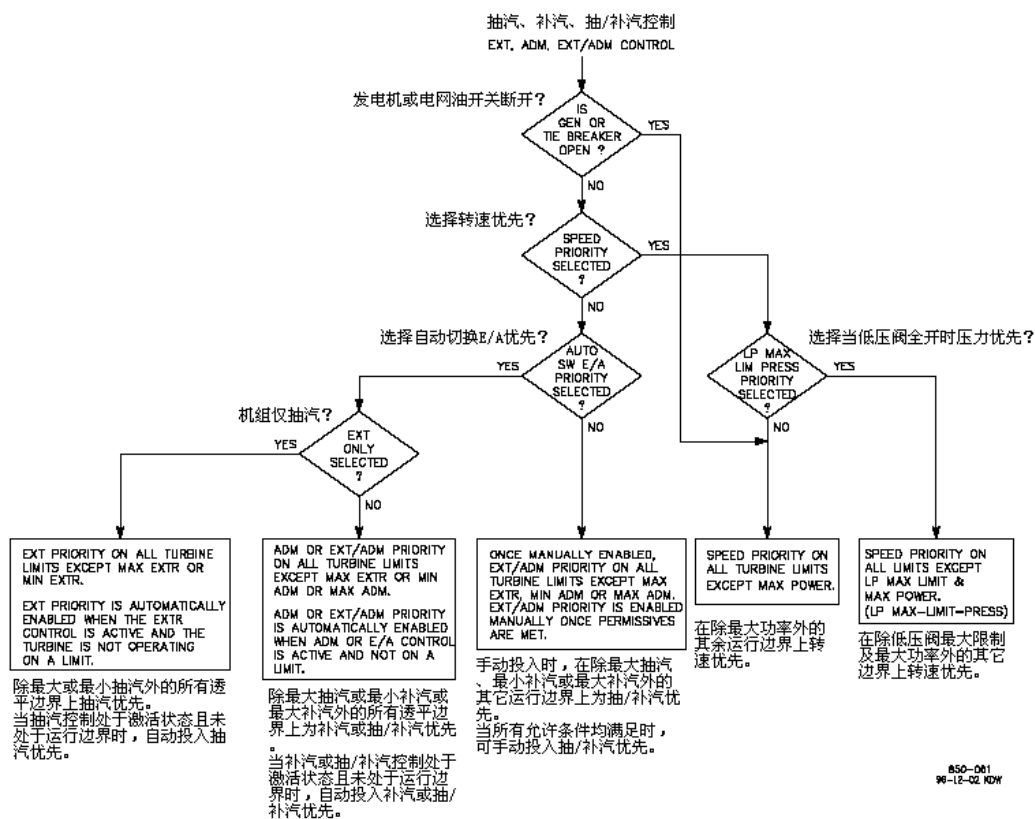 抽汽、补汽、抽/补汽控制
EXT, ADM, EXT/ADM CONTROL
发电机或电网油开关断开?
IS
GEN OR
TIE BREAKER
OPEN ?
YES
NO
选择转速优先?
SPEED
PRIORITY
SELECTED
?
YES
NO
选择自动切换E/A优先?
AUTO
SW E/A
PRIORITY
SELECTED
?
YES
NO
选择当低压阀全开时压力优先?
LP MAX
LIM PRESS
PRIORITY
SELECTED
?
YES
NO
机组仅抽汽?
EXT
ONLY
SELECTED
?
YES
NO
EXT PRIORITY ON ALL TURBINE
LIMITS EXCEPT MAX EXTR OR
MIN EXTR.
EXT PRIORITY IS AUTOMATICALLY
ENABLED WHEN THE EXTR
CONTROL IS ACTIVE AND THE
TURBINE IS NOT OPERATING
ON A LIMIT.
除最大或最小抽汽外的所有透
平边界上抽汽优先。
当抽汽控制处于激活状态且未
处于运行边界时，自动投入抽
汽优先。
ADM OR EXT/ADM PRIORITY
ON ALL TURBINE LIMITS
EXCEPT MAX EXTR OR MIN
ADM OR MAX ADM.
ADM OR EXT/ADM PRIORITY
IS AUTOMATICALLY ENABLED
WHEN ADM OR E/A CONTROL
IS ACTIVE AND NOT ON A
LIMIT.
除最大抽汽或最小补汽或
最大补汽外的所有透平边
界上为补汽或抽/补汽优先
。
当补汽或抽/补汽控制处于
激活状态且未处于运行边
界时，自动投入补汽或抽/
补汽优先。
ONCE MANUALLY ENABLED,
EXT/ADM PRIORITY ON ALL
TURBINE LIMITS EXCEPT MAX
EXTR, MIN ADM OR MAX ADM.
EXT/ADM PRIORITY IS ENABLED
MANUALLY ONCE PERMISSIVES
ARE MET.
手动投入时，在除最大抽汽
、最小补汽或最大补汽外的
其它运行边界上为抽/补汽优
先。
当所有允许条件均满足时，
可手动投入抽/补汽优先。
SPEED PRIORITY ON
ALL TURBINE LIMITS
EXCEPT MAX POWER.
在除最大功率外的
其余运行边界上转
速优先。
SPEED PRIORITY ON
ALL LIMITS EXCEPT
LP MAX LIMIT &
MAX POWER.
(LP MAX-LIMIT-PRESS)
在除低压阀最大限制
及最大功率外的其它
边界上转速优先。
850-081
98-12-02 KDW